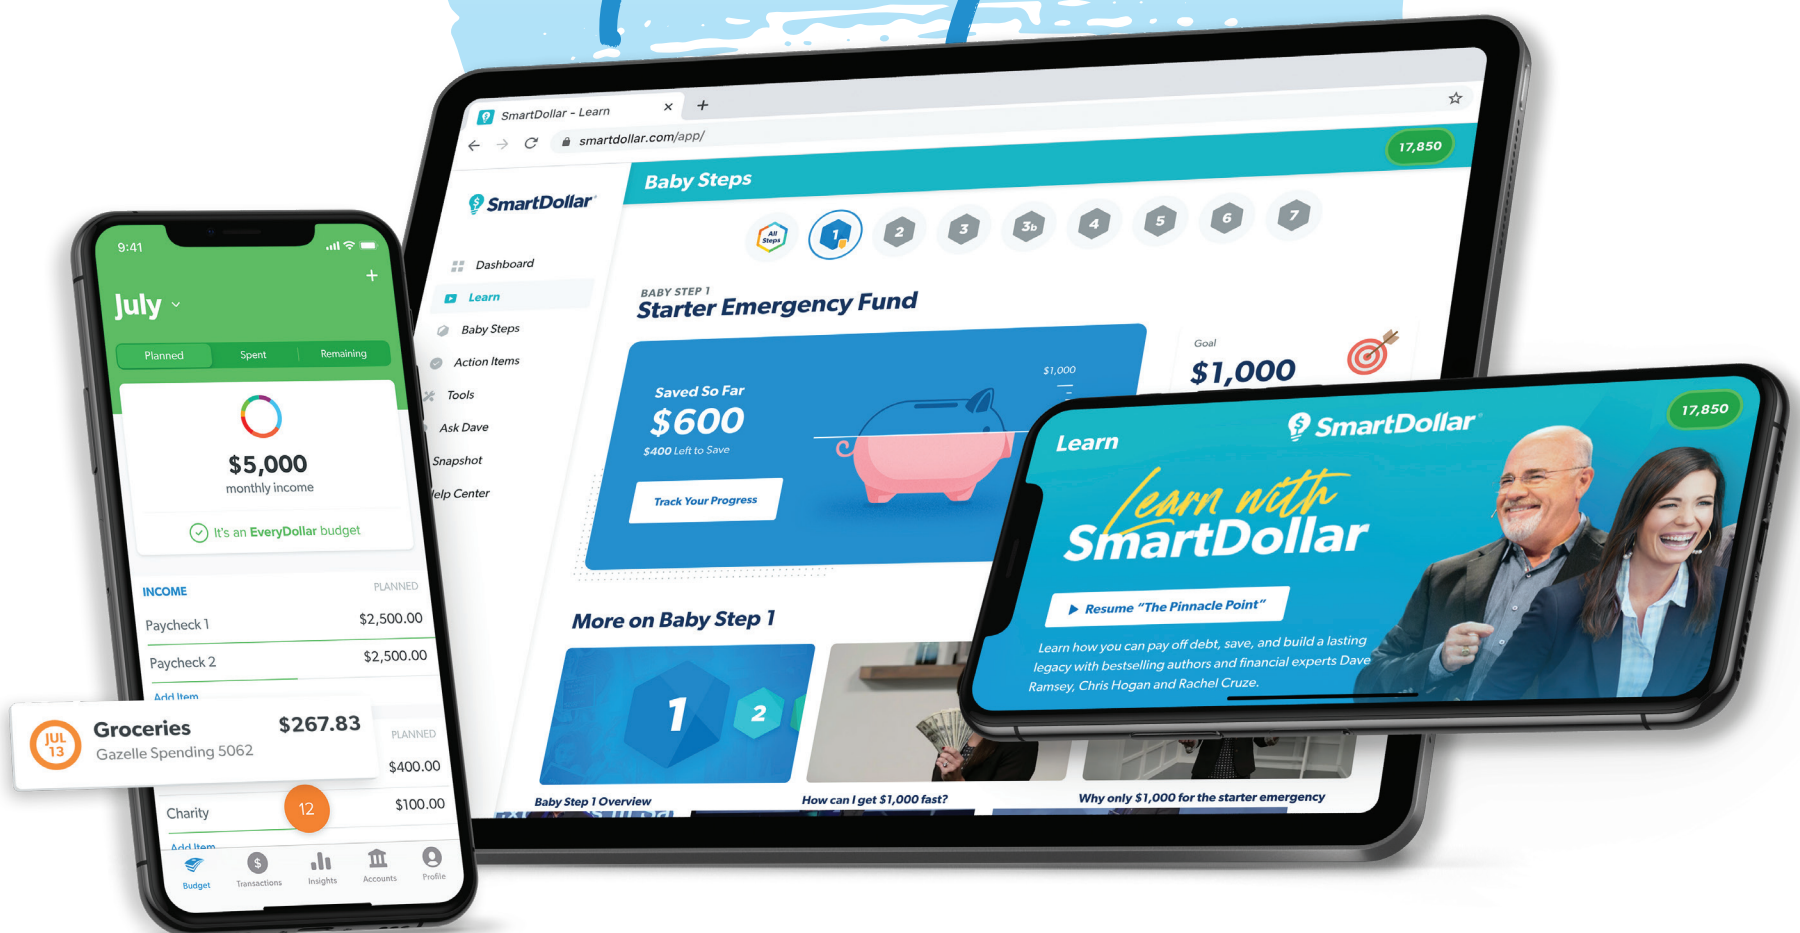 9:41
July
Planned
Spent
Remaining
$5,000
monthly income
It's an EveryDollar budget
INCOME
PLANNED
Paycheck 1
$2,500.00
Paycheck 2
$2,500.00
Add Item
JUL 13
Groceries
$267.83
Gazelle Spending 5062
PLANNED
$400.00
Charity
12
$100.00
Add Item
Budget
Transactions
Insights
Accounts
Profile
SmartDollar - Learn
smartdollar.com/app/
SmartDollar
Dashboard
Learn
Baby Steps
Action Items
Tools
Ask Dave
Snapshot
elp Center
Baby Steps
17,850
All Steps
1
2
3
3b
4
5
6
7
BABY STEP 1
Starter Emergency Fund
Saved So Far
$600
$400 Left to Save
Track Your Progress
$1,000
Goal
$1,000
More on Baby Step 1
1
2
Baby Step 1 Overview
How can I get $1,000 fast?
Why only $1,000 for the starter emergency
Learn
SmartDollar
17,850
Learn with
SmartDollar
Resume "The Pinnacle Point"
Learn how you can pay off debt, save, and build a lasting
legacy with bestselling authors and financial experts Dave
Ramsey, Chris Hogan and Rachel Cruze.